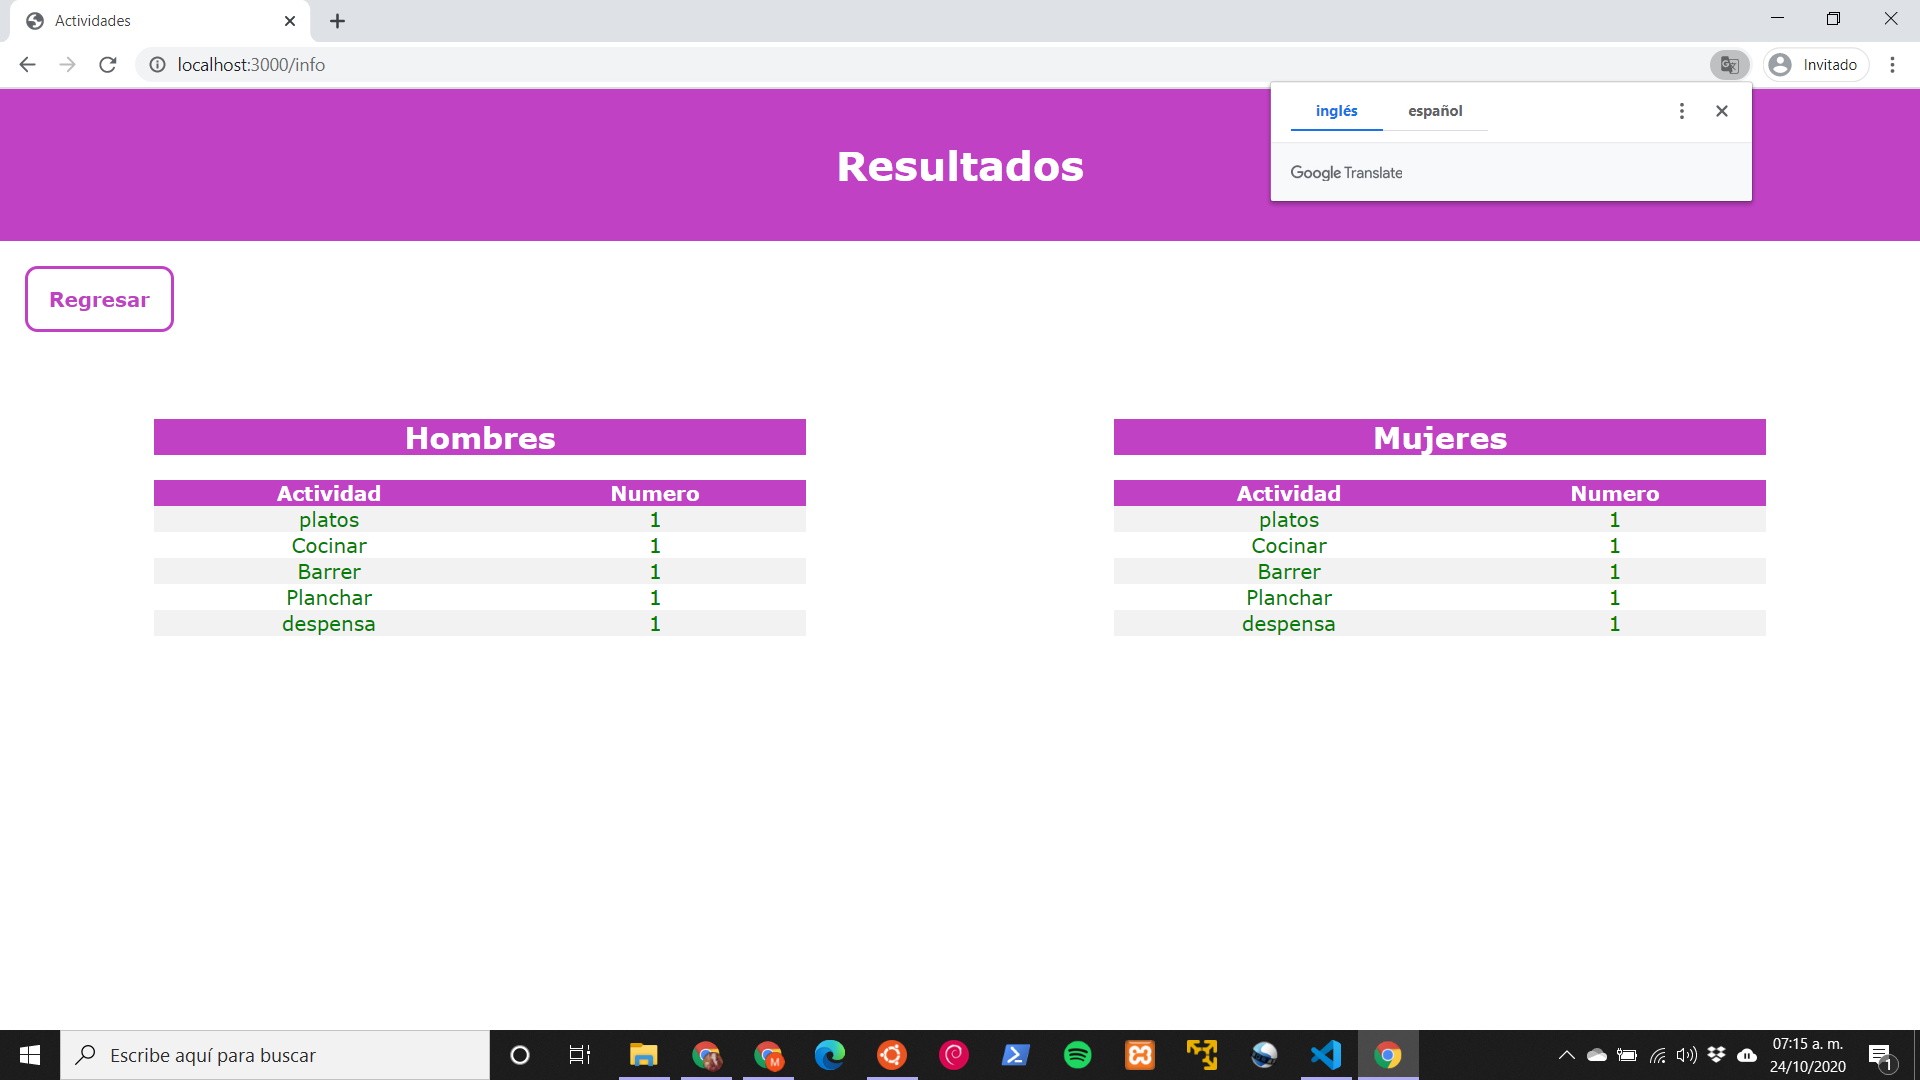 Actividades
localhost:3000/info
Invitado
inglés español
Google Translate
Resultados
Regresar
Hombres
Actividad Numero
platos 1
Cocinar 1
Barrer 1
Planchar 1
despensa 1
Mujeres
Actividad Numero
platos 1
Cocinar 1
Barrer 1
Planchar 1
despensa 1
Escribe aquí para buscar
M
07:15 a. m.
24/10/2020
1